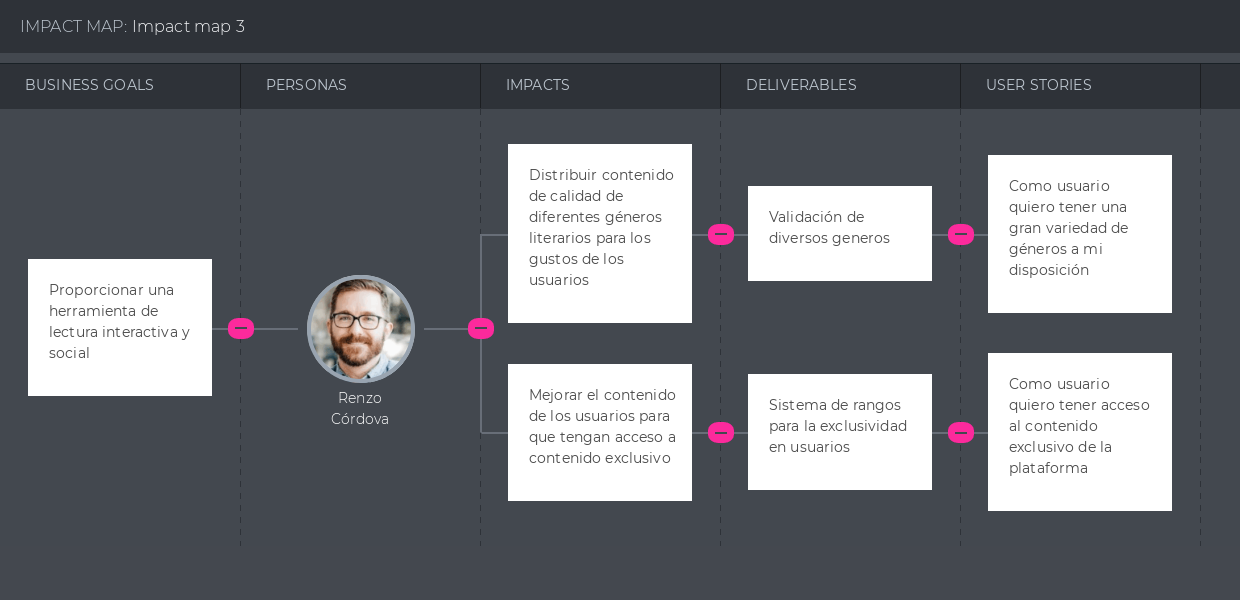 IMPACT MAP: Impact map 3
BUSINESS GOALS
PERSONAS
IMPACTS
DELIVERABLES
USER STORIES
Proporcionar una
herramienta de
lectura interactiva y
social
Renzo
Córdova
Distribuir contenido
de calidad de
diferentes géneros
literarios para los
gustos de los
usuarios
Validación de
diversos generos
Como usuario
quiero tener una
gran variedad de
géneros a mi
disposición
Mejorar el contenido
de los usuarios para
que tengan acceso a
contenido exclusivo
Sistema de rangos
para la exclusividad
en usuarios
Como usuario
quiero tener acceso
al contenido
exclusivo de la
plataforma